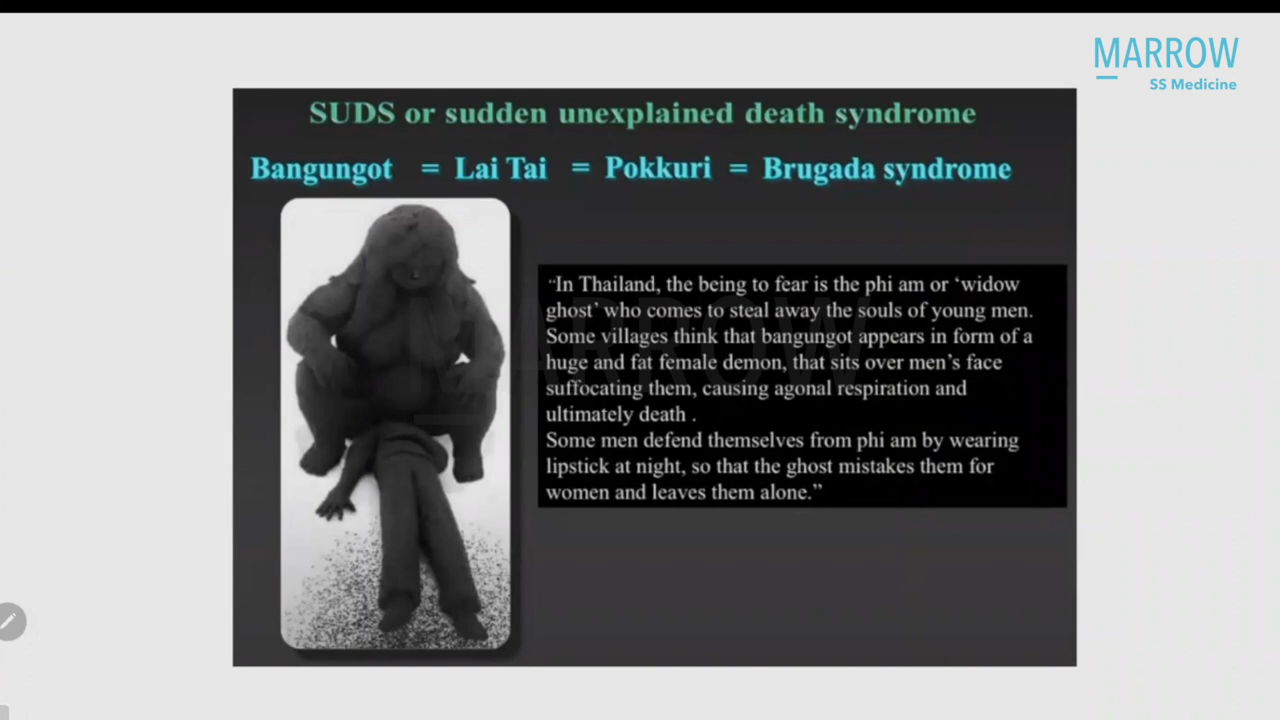 MARROW
SS Medicine
SUDS or sudden unexplained death syndrome
Bangungot = Lai Tai = Pokkuri = Brugada syndrome
“In Thailand, the being to fear is the phi am or ‘widow
ghost’ who comes to steal away the souls of young men.
Some villages think that bangungot appears in form of a
huge and fat female demon, that sits over men’s face
suffocating them, causing agonal respiration and
ultimately death .
Some men defend themselves from phi am by wearing
lipstick at night, so that the ghost mistakes them for
women and leaves them alone.”
MARROW